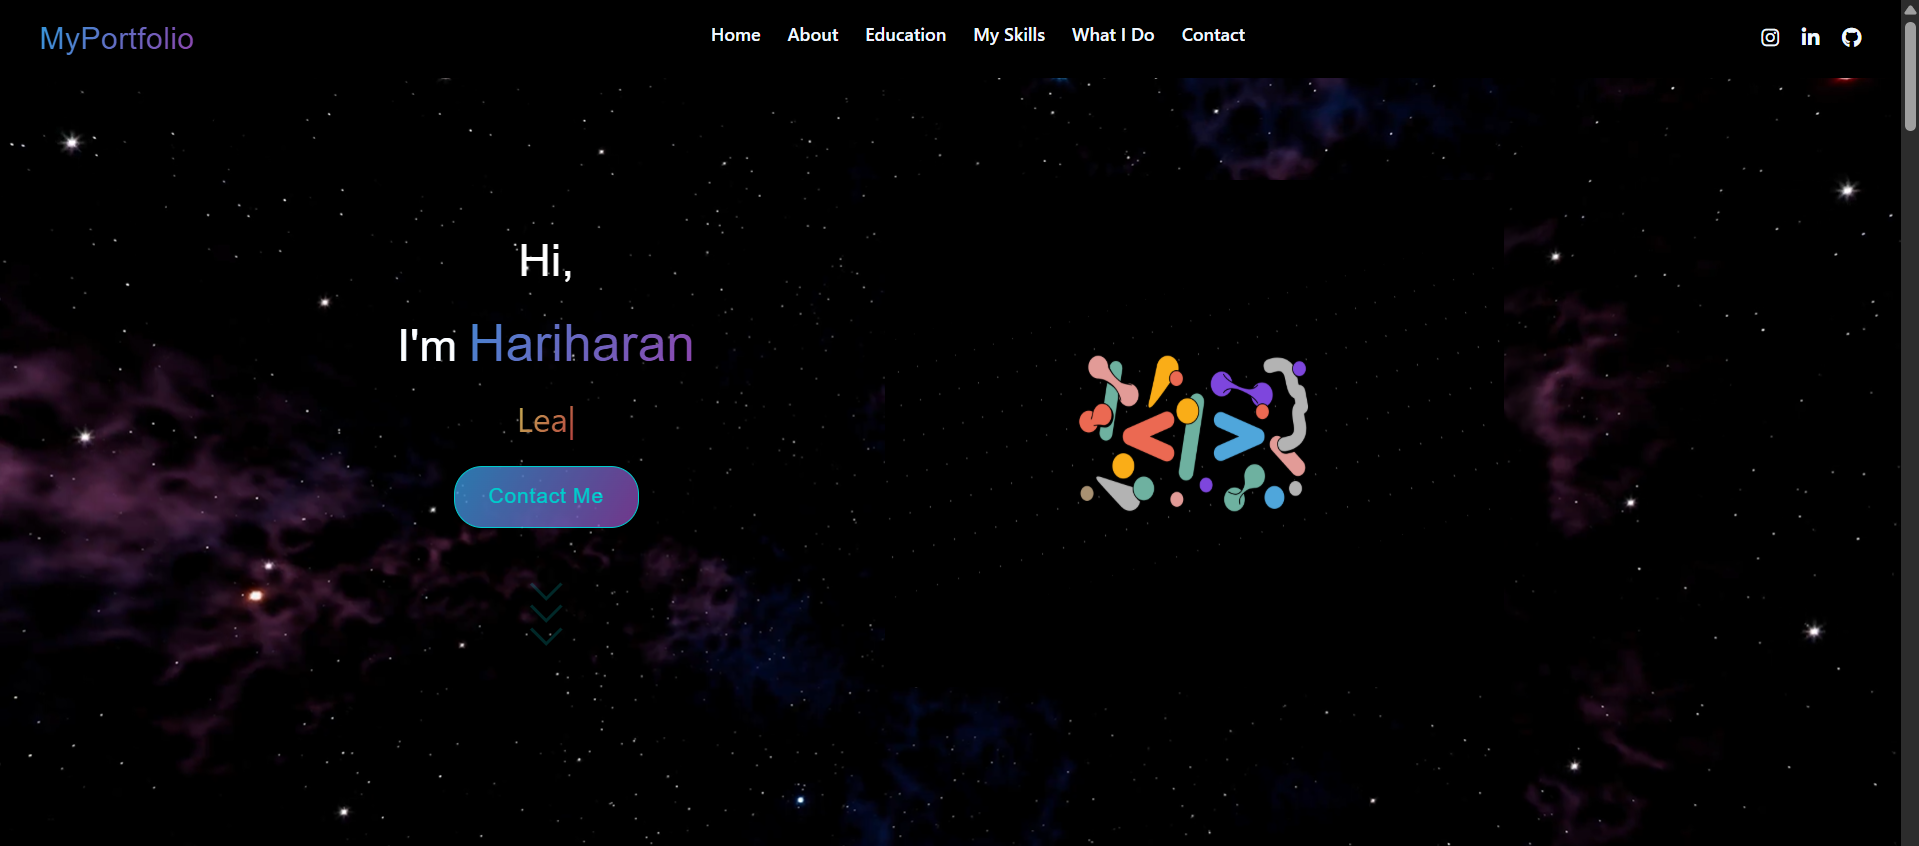 MyPortfolio
Home About Education My Skills What I Do Contact
Hi,
I'm Hariharan
Lea
Contact Me